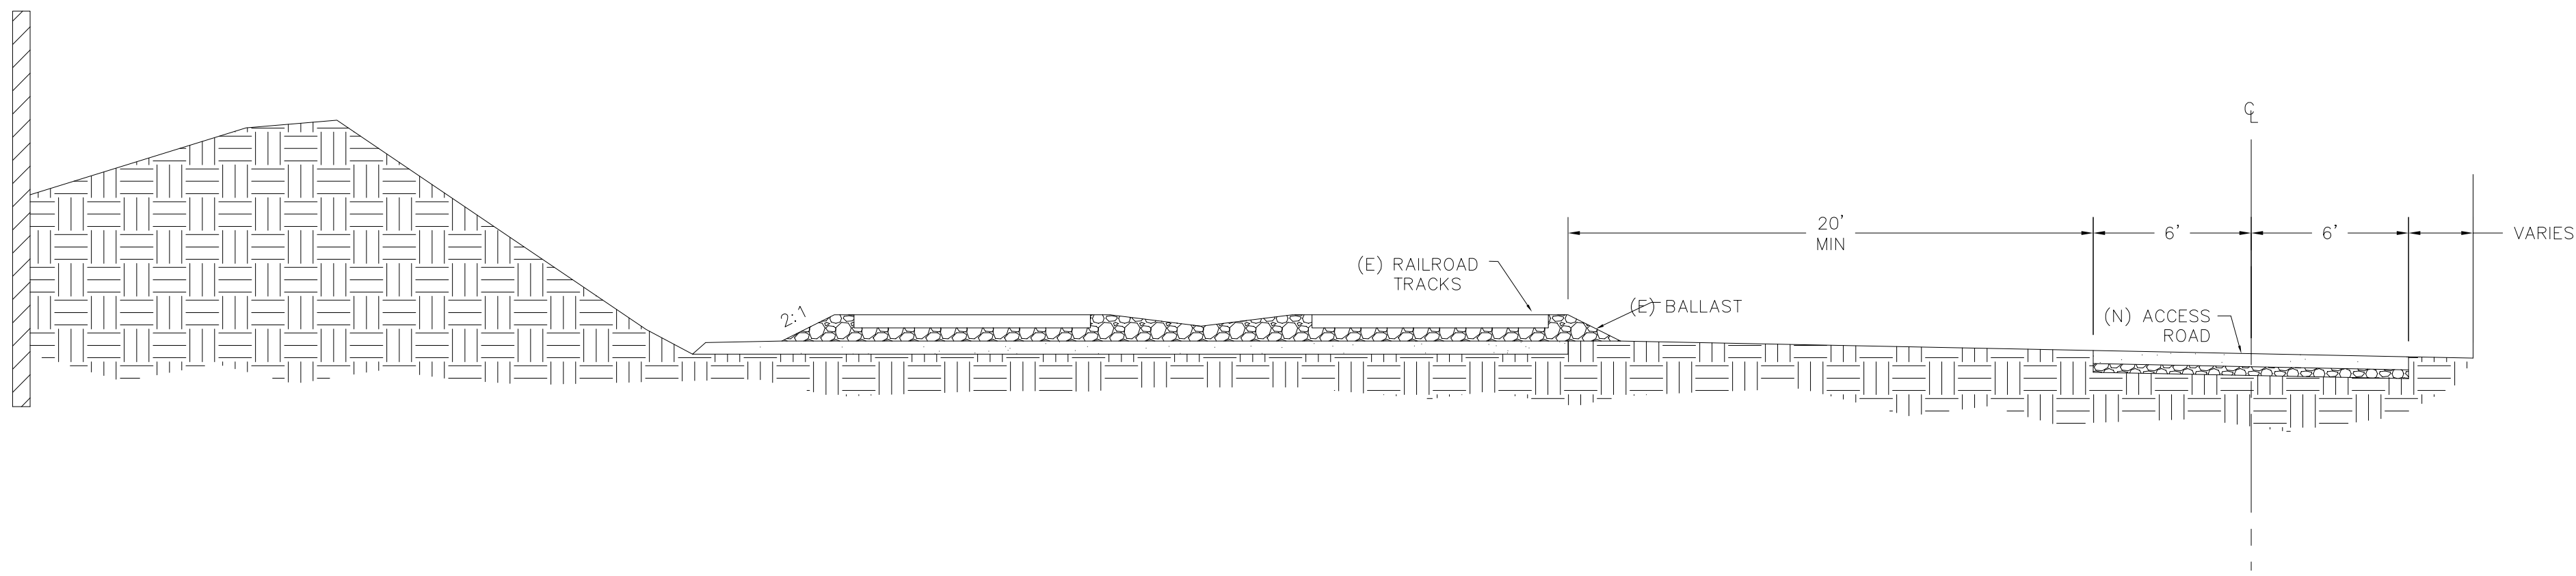 ℄
20'
MIN
6'
6'
VARIES
(E) RAILROAD
TRACKS
2:1
(E) BALLAST
(N) ACCESS
ROAD